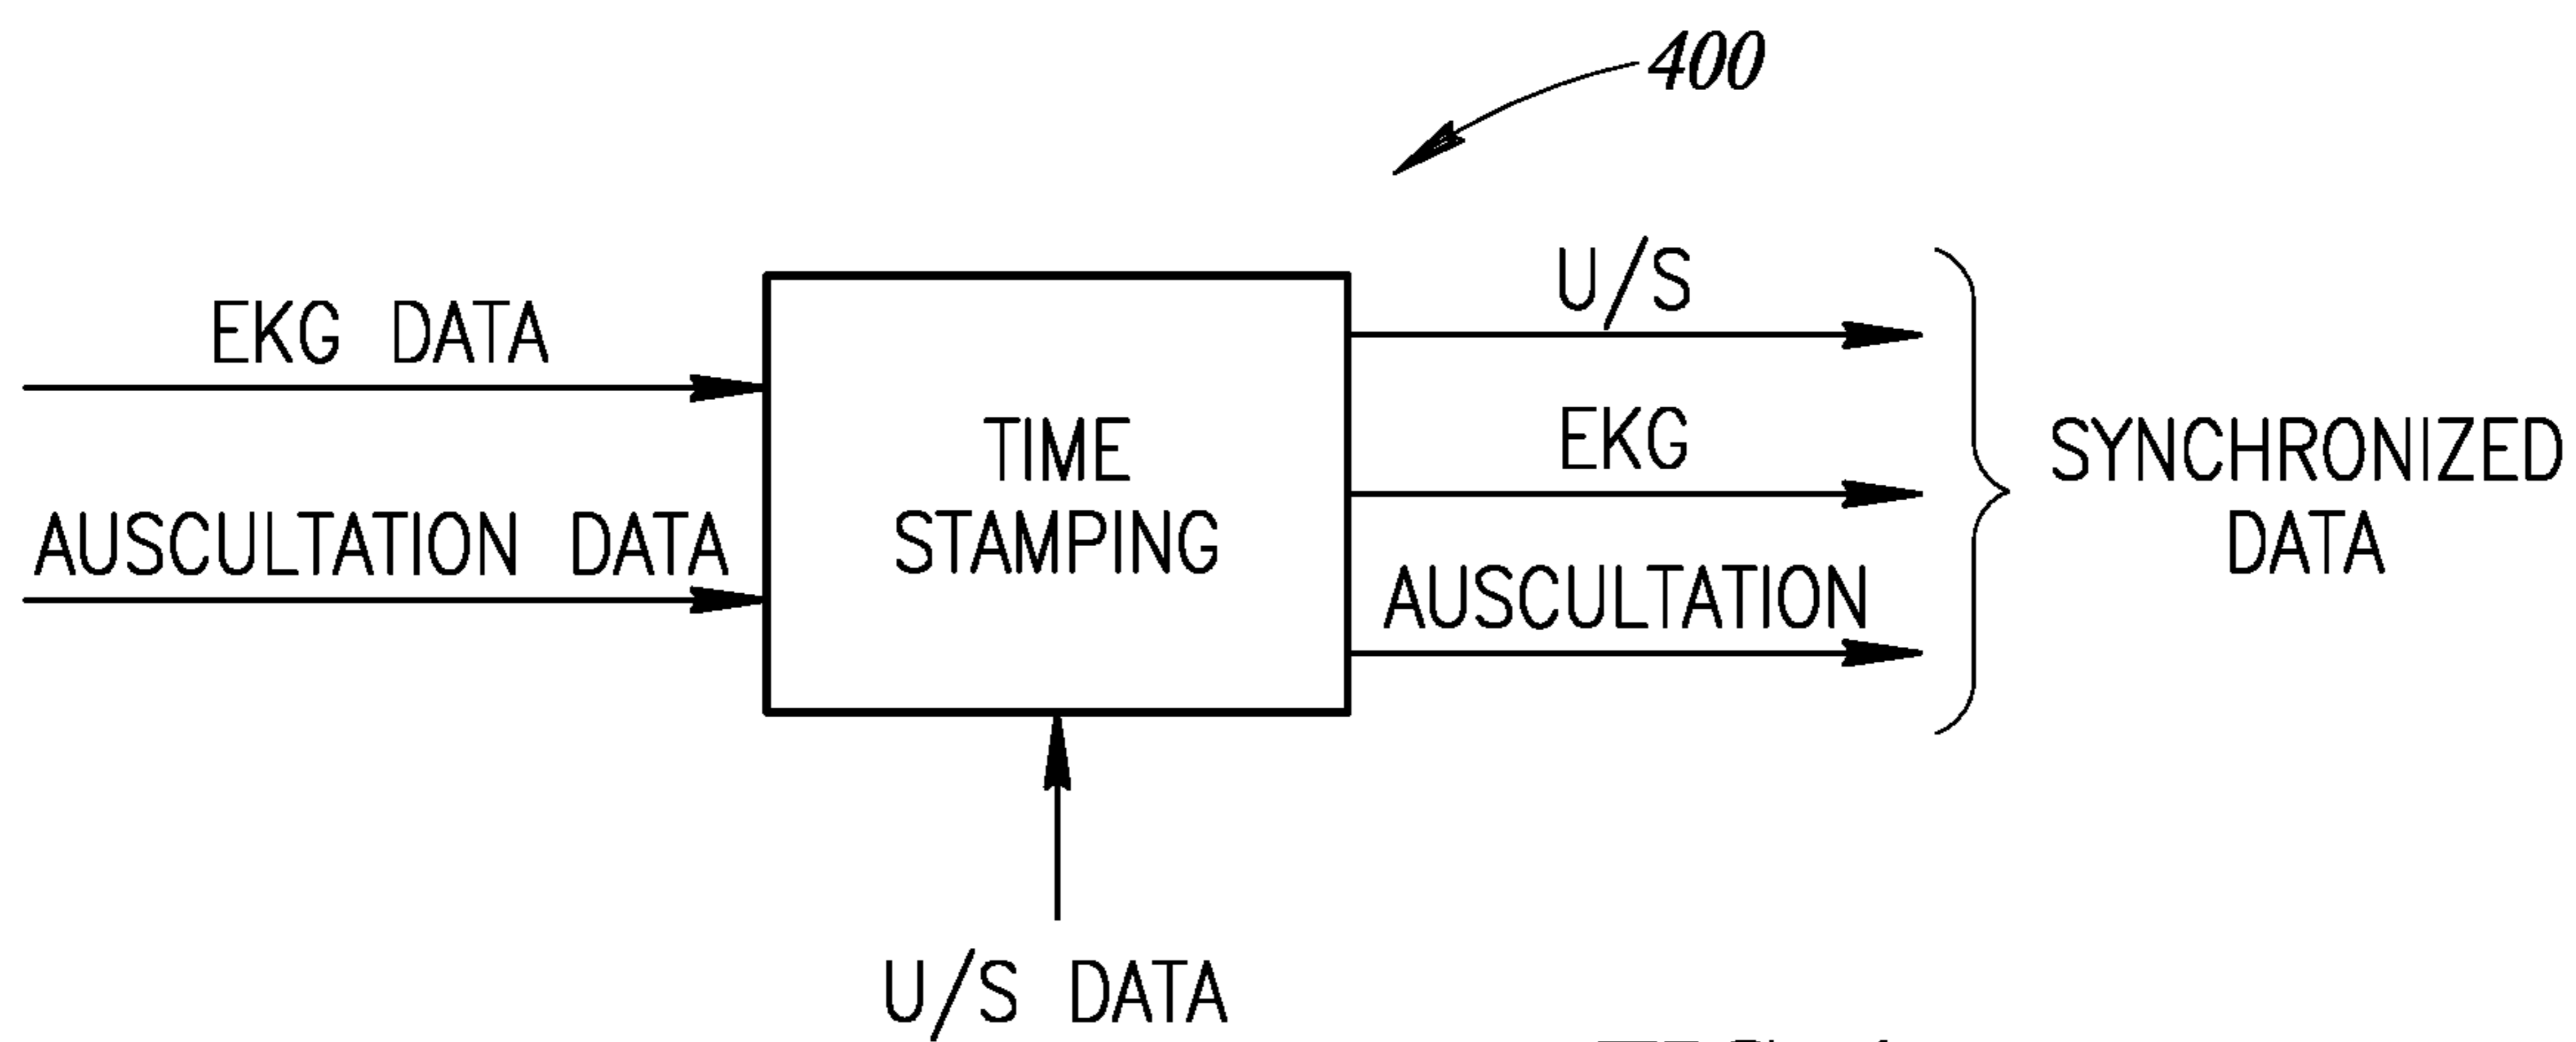 400
EKG DATA
AUSCULTATION DATA
TIME
STAMPING
U/S
EKG
AUSCULTATION
SYNCHRONIZED
DATA
U/S DATA